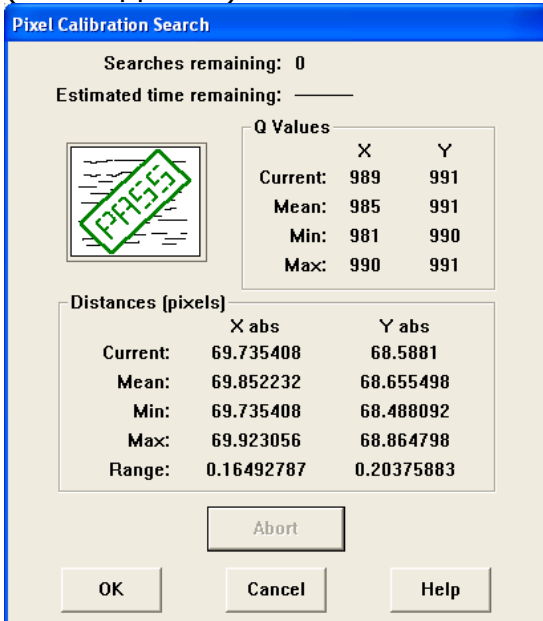 Pixel Calibration Search
Searches remaining: 0
Estimated time remaining: ———
Q Values
X Y
Current: 989 991
Mean: 985 991
Min: 981 990
Max: 990 991
PASS
Distances (pixels)
X abs Y abs
Current: 69.735408 68.5881
Mean: 69.852232 68.655498
Min: 69.735408 68.488092
Max: 69.923056 68.864798
Range: 0.16492787 0.20375883
Abort
OK Cancel Help